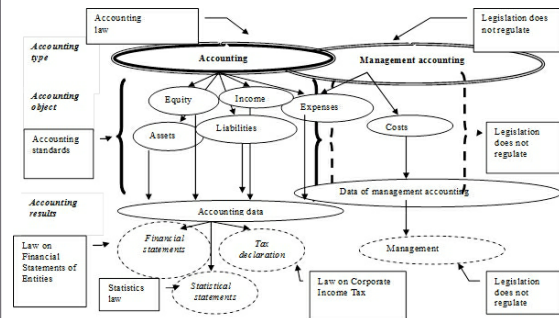 Accounting
law
Legislation does
not regulate
Accounting
type
Accounting
Management accounting
Accounting
object
Equity
Income
Expenses
Assets
Liabilities
Costs
Accounting
standards
Legislation
does not
regulate
Data of management accounting
Accounting
results
Accounting data
Law on
Financial
Statements of
Entities
Financial
statements
Tax
declaration
Management
Statistics
law
Statistical
statements
Law on Corporate
Income Tax
Legislation
does not
regulate